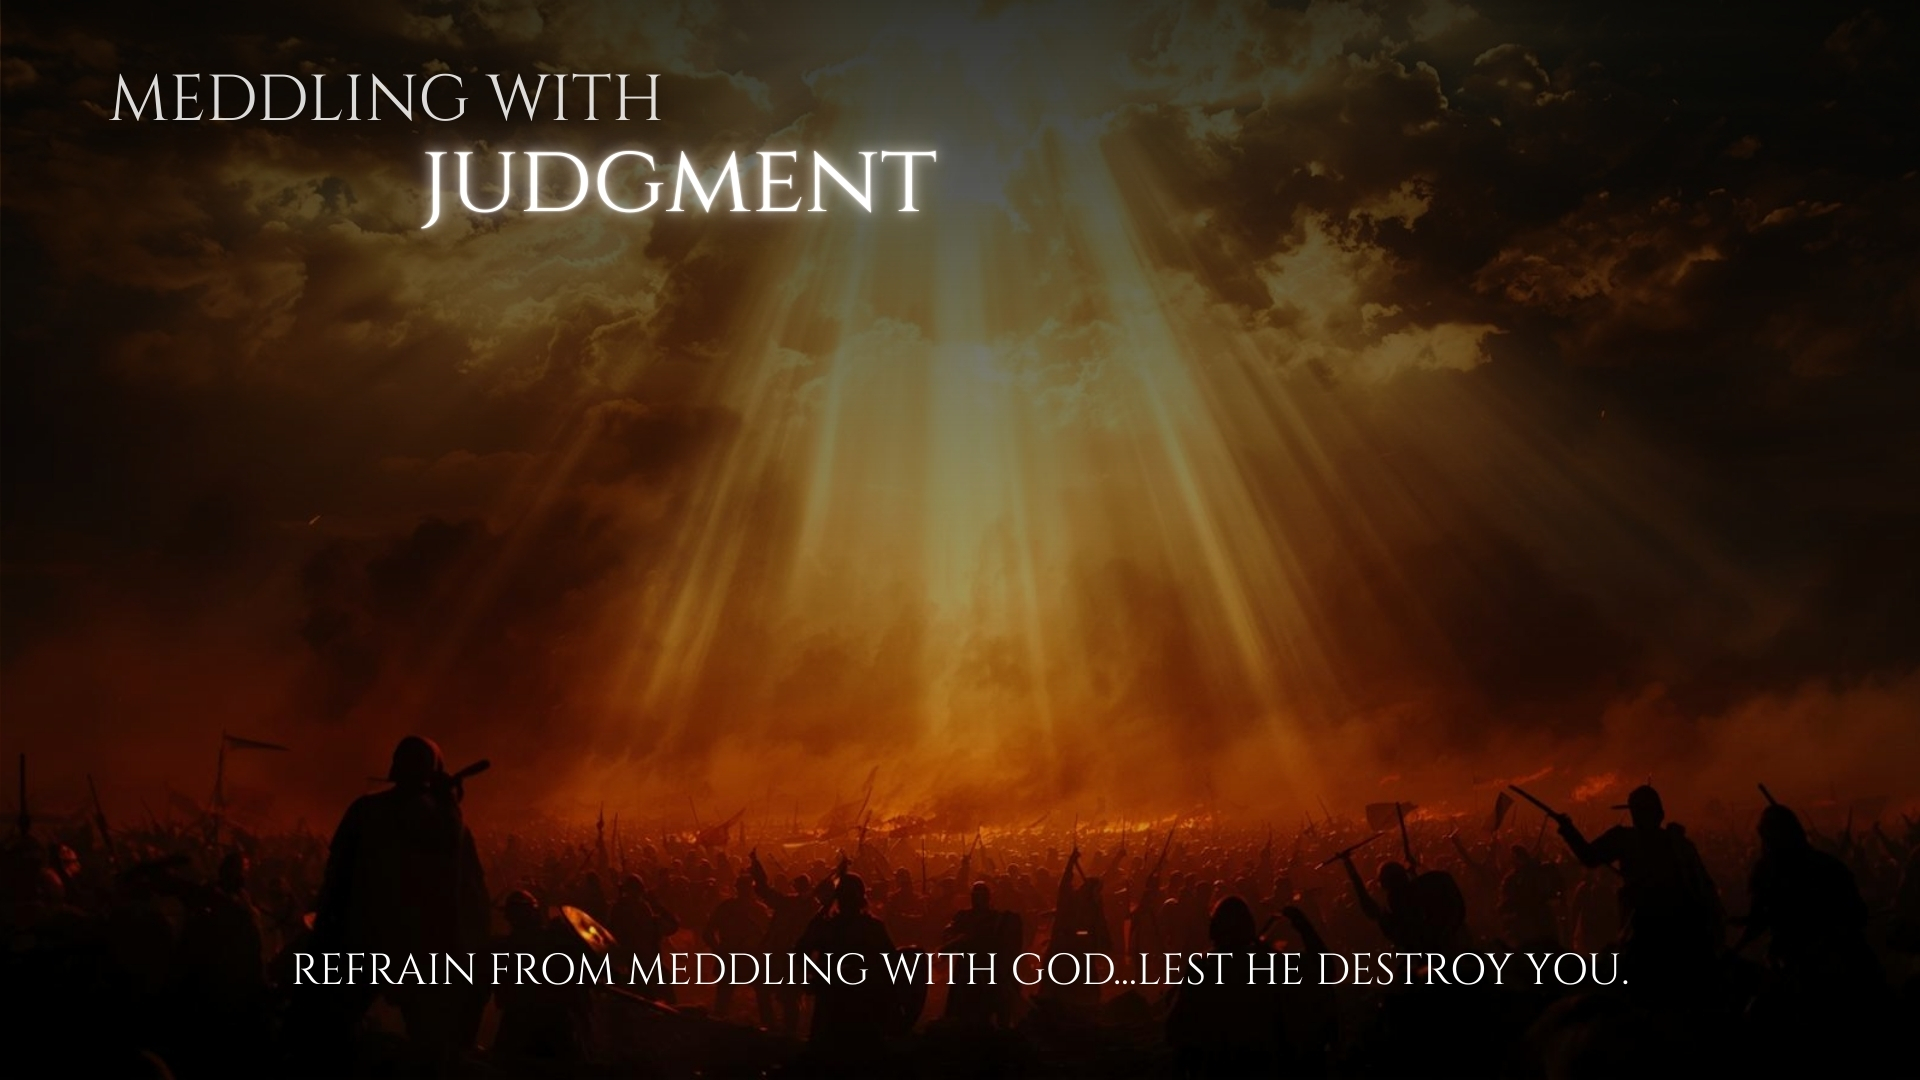 MEDDLING WITH
JUDGMENT
REFRAIN FROM MEDDLING WITH GOD...LEST HE DESTROY YOU.